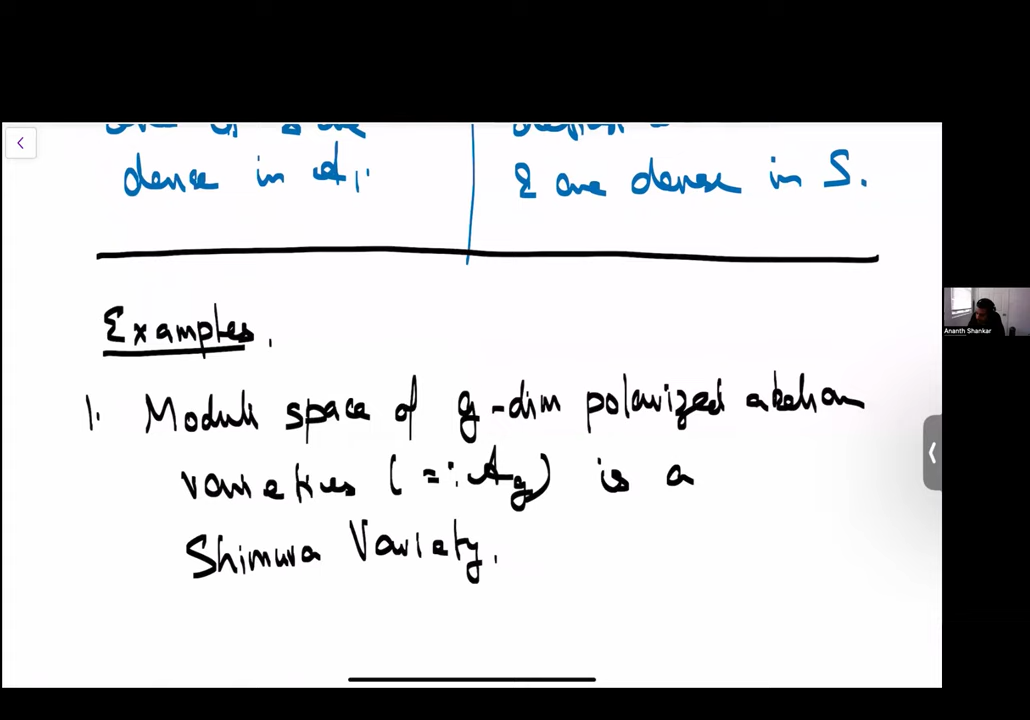 dense in A₁.
Σ are dense in S.
Examples.
1. Moduli space of g-dim polarized abelian
varieties (=: A_g) is a
Shimura Variety.
Ananth Shankar